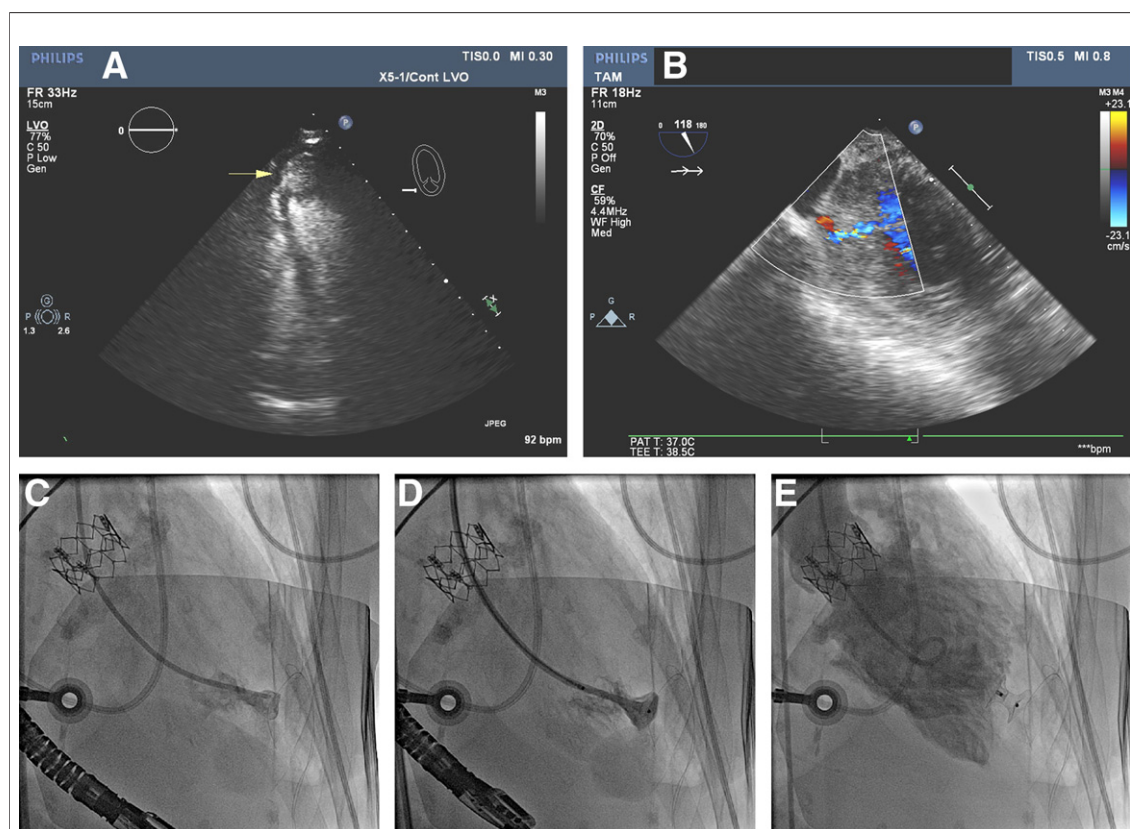 PHILIPS
A
TIS0.0 MI 0.30
X5-1/Cont LVO
FR 33Hz
15cm
M3
0
P
LVO
77%
C 50
P Low
Gen
G
P R
1.3 2.6
X
JPEG
92 bpm
PHILIPS
B
TIS0.5 MI 0.8
TAM
FR 18Hz
11cm
M3 M4
+23.1
0 118 180
P
2D
70%
C 50
P Off
Gen
CF
59%
4.4MHz
WF High
Med
-23.1
cm/s
G
P R
PAT T: 37.0C
TEE T: 38.5C
***bpm
C
D
E